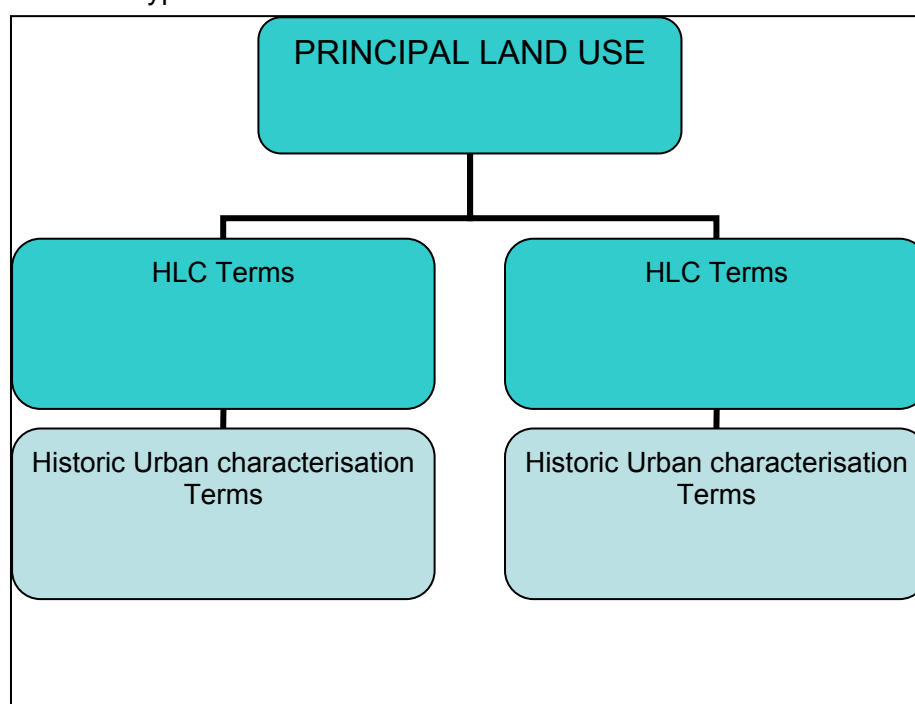 PRINCIPAL LAND USE
HLC Terms
HLC Terms
Historic Urban characterisation
Terms
Historic Urban characterisation
Terms